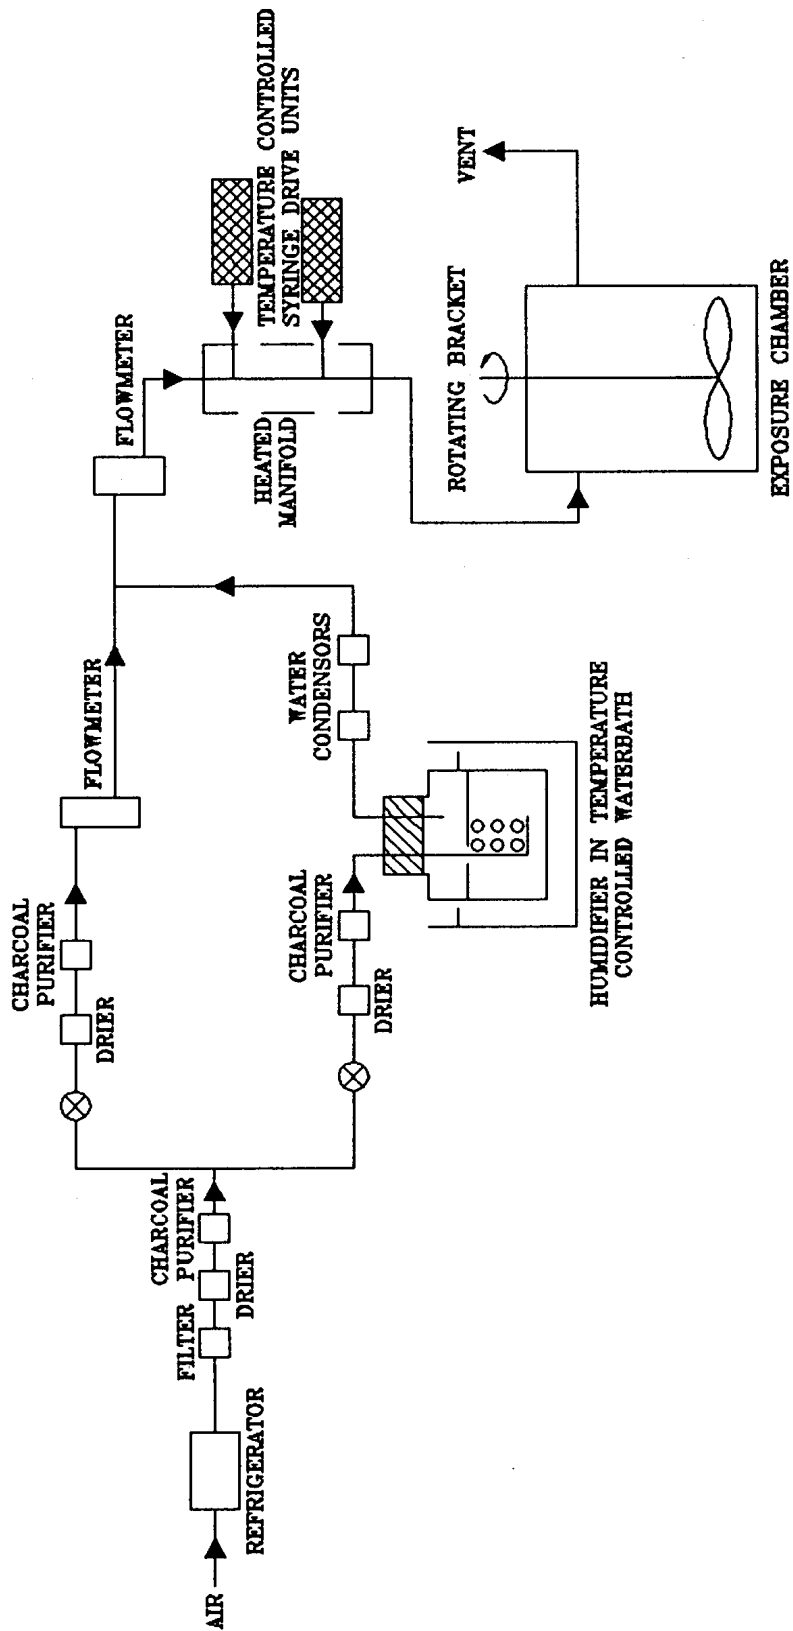 AIR
REFRIGERATOR
FILTER
DRIER
CHARCOAL
PURIFIER
CHARCOAL
PURIFIER
DRIER
FLOWMETER
CHARCOAL
PURIFIER
DRIER
HUMIDIFIER IN TEMPERATURE
CONTROLLED WATERBATH
WATER
CONDENSORS
FLOWMETER
HEATED
MANIFOLD
TEMPERATURE CONTROLLED
SYRINGE DRIVE UNITS
ROTATING BRACKET
VENT
EXPOSURE CHAMBER